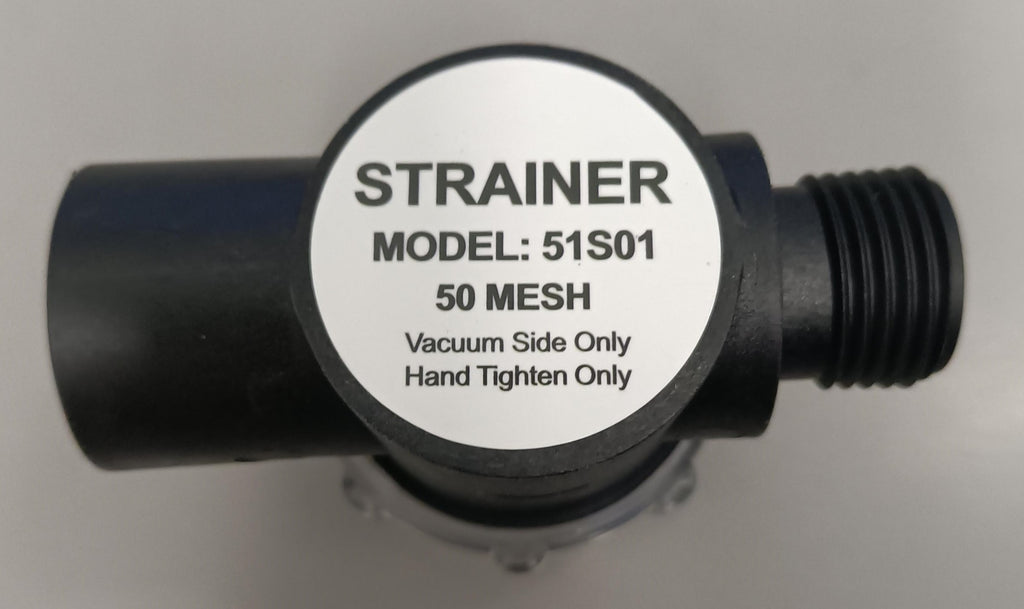 STRAINER
MODEL: 51S01
50 MESH
Vacuum Side Only
Hand Tighten Only